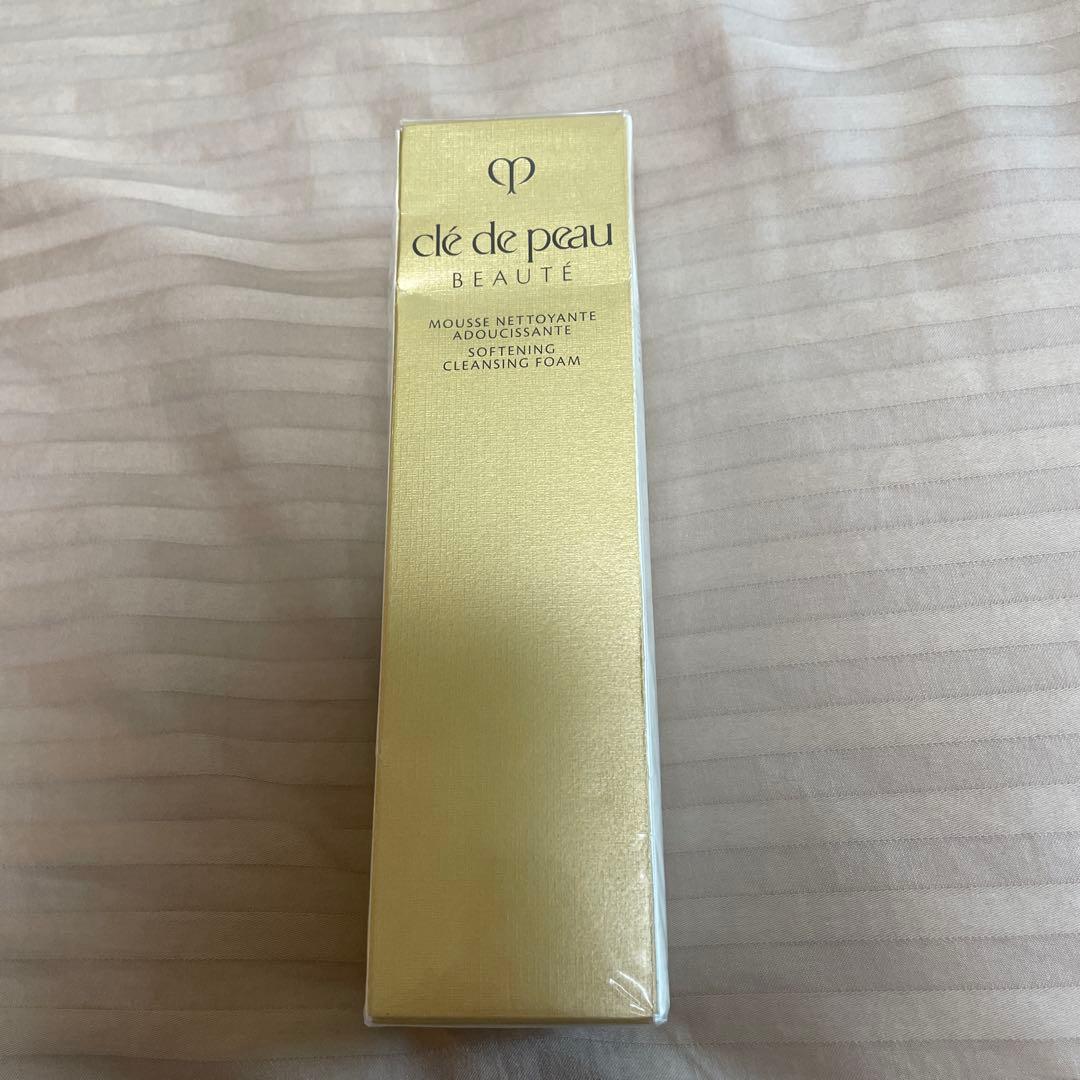 clé de peau
BEAUTÉ
MOUSSE NETTOYANTE
ADOUCISSANTE
SOFTENING
CLEANSING FOAM